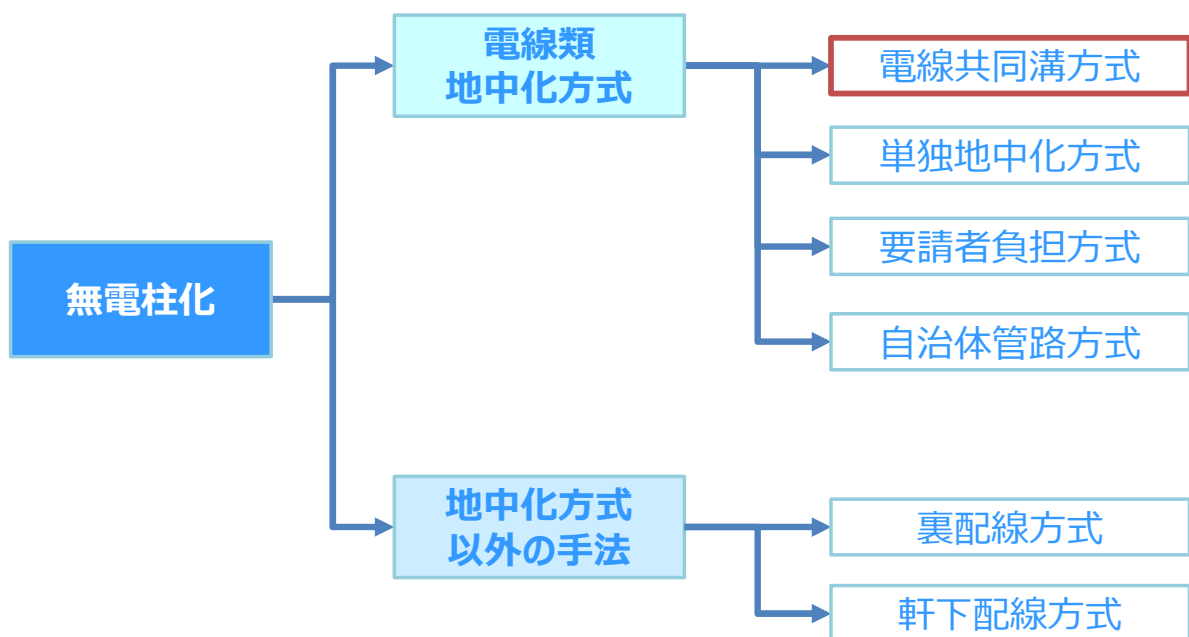 無電柱化
電線類
地中化方式
電線共同溝方式
単独地中化方式
要請者負担方式
自治体管路方式
地中化方式
以外の手法
裏配線方式
軒下配線方式